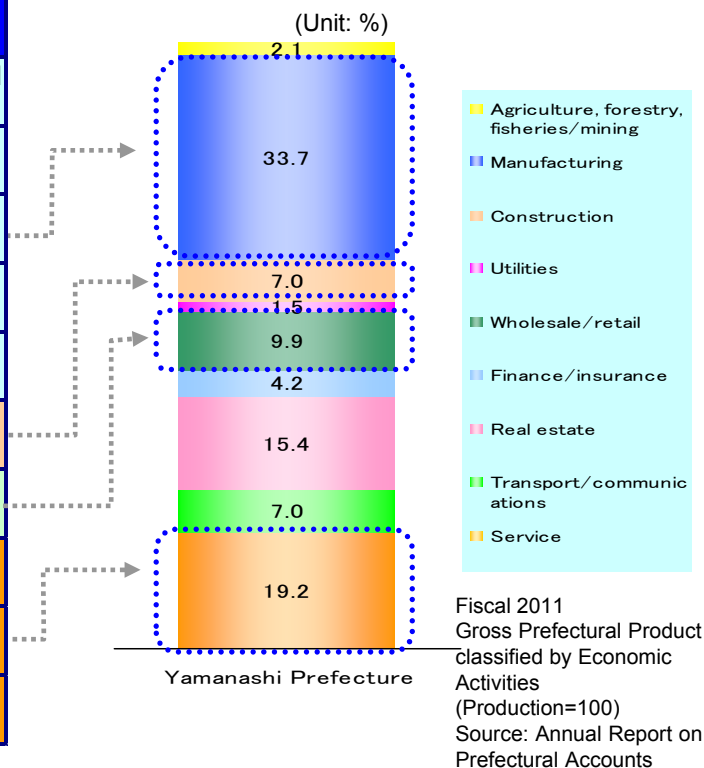 (Unit: %)
2.1
33.7
7.0
1.5
9.9
4.2
15.4
7.0
19.2
Yamanashi Prefecture
Agriculture, forestry,
fisheries/mining
Manufacturing
Construction
Utilities
Wholesale/retail
Finance/insurance
Real estate
Transport/communic
ations
Service
Fiscal 2011
Gross Prefectural Product
classified by Economic
Activities
(Production=100)
Source: Annual Report on
Prefectural Accounts